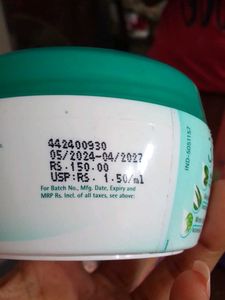 442400930
05/2024-04/2027
RS.150.00
USP:RS. 1.50/ml
For Batch No., Mfg. Date, Expiry and
MRP Rs. Incl. of all taxes, see above:
IND-5051157